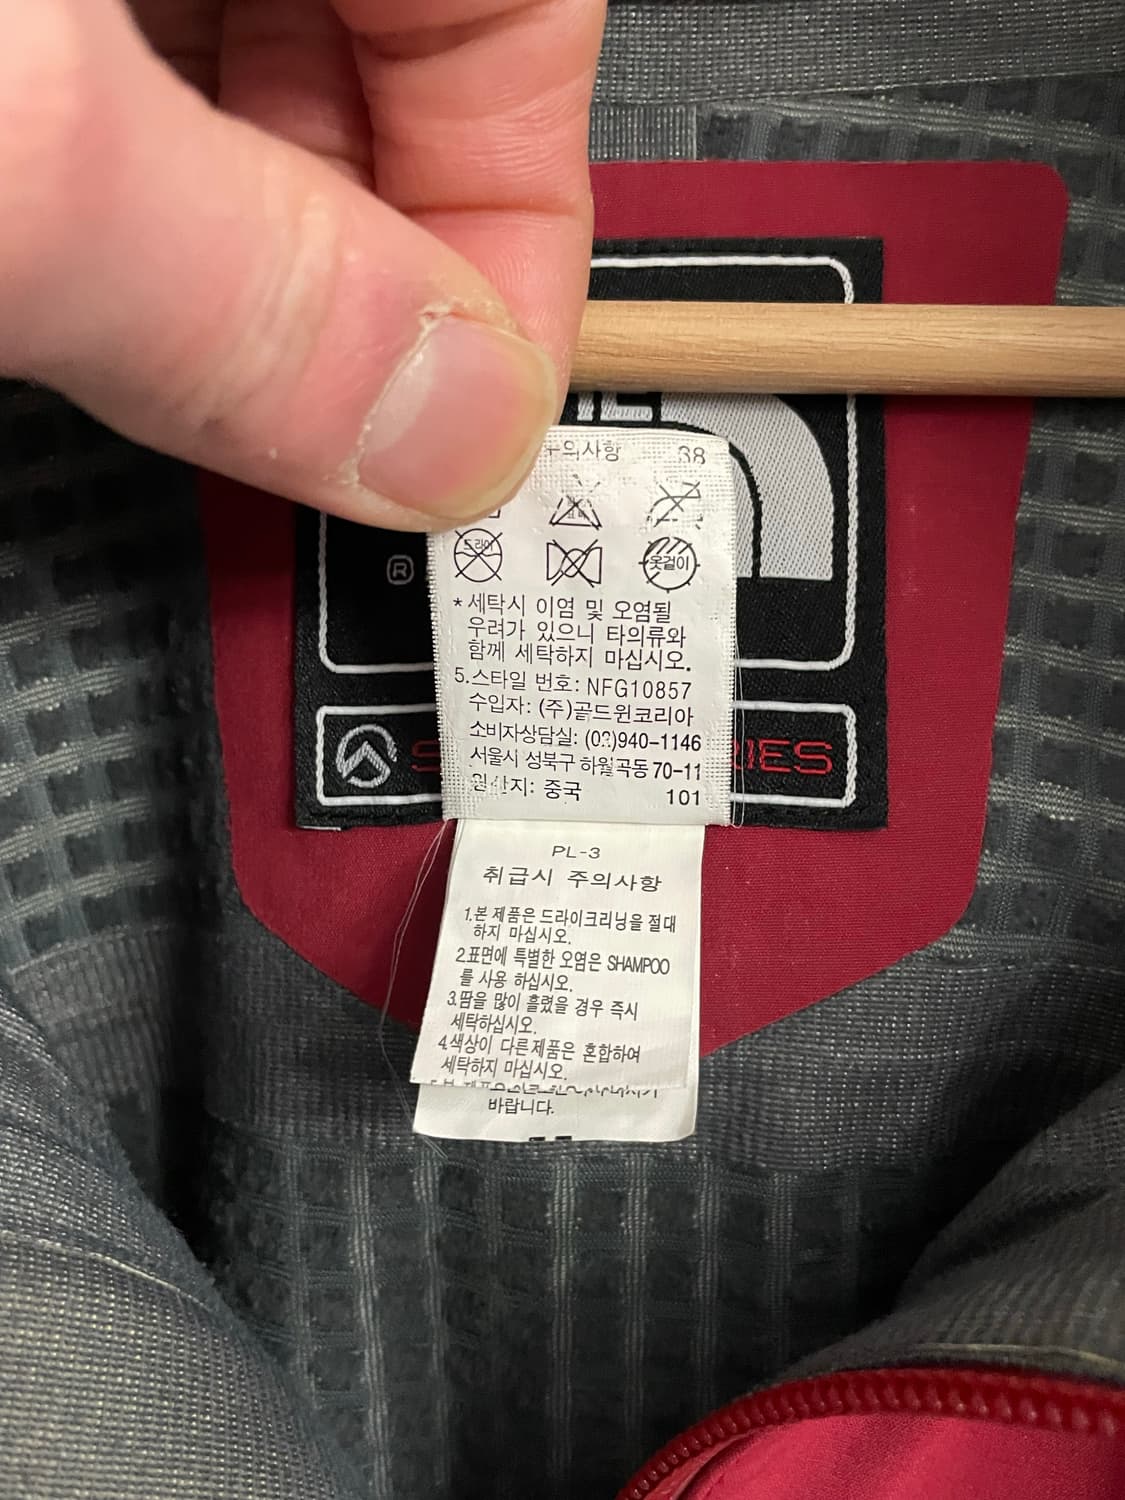 주의사항 38
드라이 옷걸이
* 세탁시 이염 및 오염될
우려가 있으니 타의류와
함께 세탁하지 마십시오.
5.스타일 번호: NFG10857
수입자: (주)골드윈코리아
소비자상담실: (02)940-1146
서울시 성북구 하월곡동 70-11
원산지: 중국 101
PL-3
취급시 주의사항
1.본 제품은 드라이크리닝을 절대
하지 마십시오.
2.표면에 특별한 오염은 SHAMPOO
를 사용 하십시오.
3.땀을 많이 흘렸을 경우 즉시
세탁하십시오.
4.색상이 다른제품은 혼합하여
세탁하지 마십시오.
바랍니다.
®